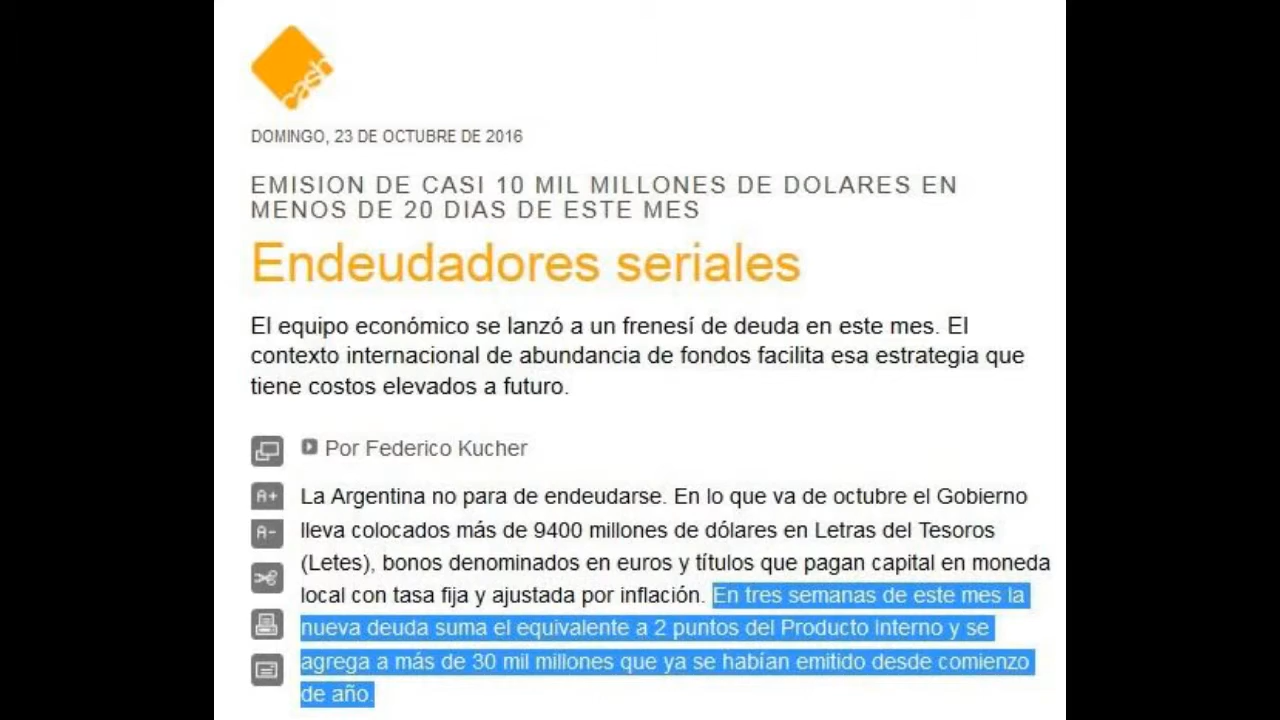 cash
DOMINGO, 23 DE OCTUBRE DE 2016
EMISION DE CASI 10 MIL MILLONES DE DOLARES EN
MENOS DE 20 DIAS DE ESTE MES
Endeudadores seriales
El equipo económico se lanzó a un frenesí de deuda en este mes. El
contexto internacional de abundancia de fondos facilita esa estrategia que
tiene costos elevados a futuro.
Por Federico Kucher
A+
A-
La Argentina no para de endeudarse. En lo que va de octubre el Gobierno
lleva colocados más de 9400 millones de dólares en Letras del Tesoros
(Letes), bonos denominados en euros y títulos que pagan capital en moneda
local con tasa fija y ajustada por inflación. En tres semanas de este mes la
nueva deuda suma el equivalente a 2 puntos del Producto Interno y se
agrega a más de 30 mil millones que ya se habían emitido desde comienzo
de año.